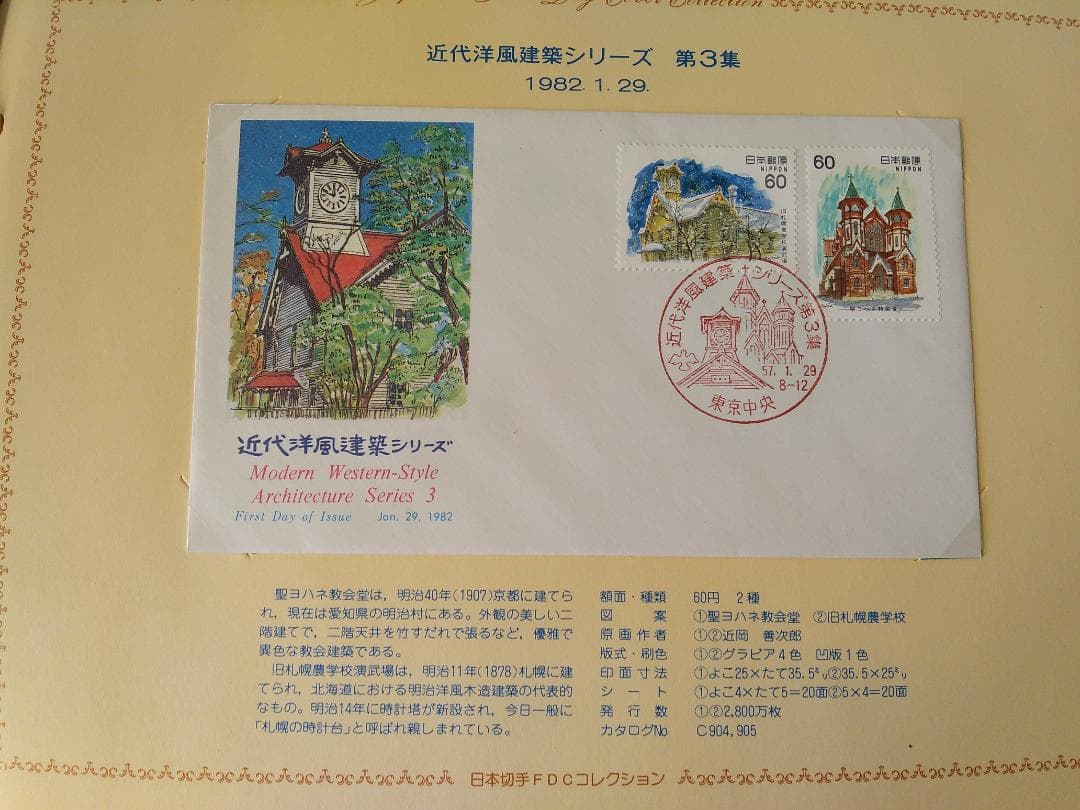 Day Cover Collection
近代洋風建築シリーズ 第3集
1982. 1. 29.
日本郵便
NIPPON
60
60
日本郵便
NIPPON
近代洋風建築シリーズ第3集
57. 1. 29
8-12
東京中央
近代洋風建築シリーズ
Modern Western-Style
Architecture Series 3
First Day of Issue Jan. 29, 1982
聖ヨハネ教会堂は，明治40年(1907)京都に建てら
れ，現在は愛知県の明治村にある。外観の美しい二
階建てで，二階天井を竹すだれで張るなど，優雅で
異色な教会建築である。
旧札幌農学校演武場は，明治11年(1878)札幌に建
てられ，北海道における明治洋風木造建築の代表的
なもの。明治14年に時計塔が新設され，今日一般に
「札幌の時計台」と呼ばれ親しまれている。
額面・種類 60円 2種
図案 ①聖ヨハネ教会堂 ②旧札幌農学校
原画作者 ①②近岡 善次郎
版式・刷色 ①②グラビア4色 凹版1色
印面寸法 ①よこ25×たて35.5㍉②35.5×25㍉
シート ①よこ4×たて5＝20面②5×4＝20面
発行数 ①②2,800万枚
カタログNo C904, 905
日本切手FDCコレクション